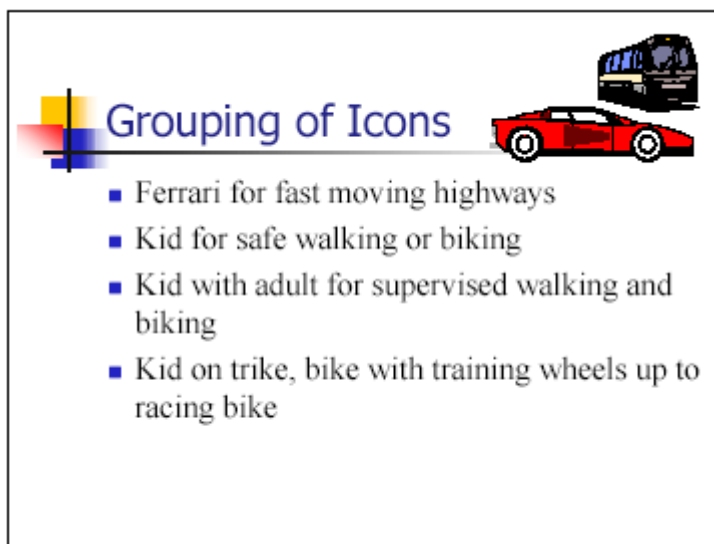 Grouping of Icons
Ferrari for fast moving highways
Kid for safe walking or biking
Kid with adult for supervised walking and
biking
Kid on trike, bike with training wheels up to
racing bike